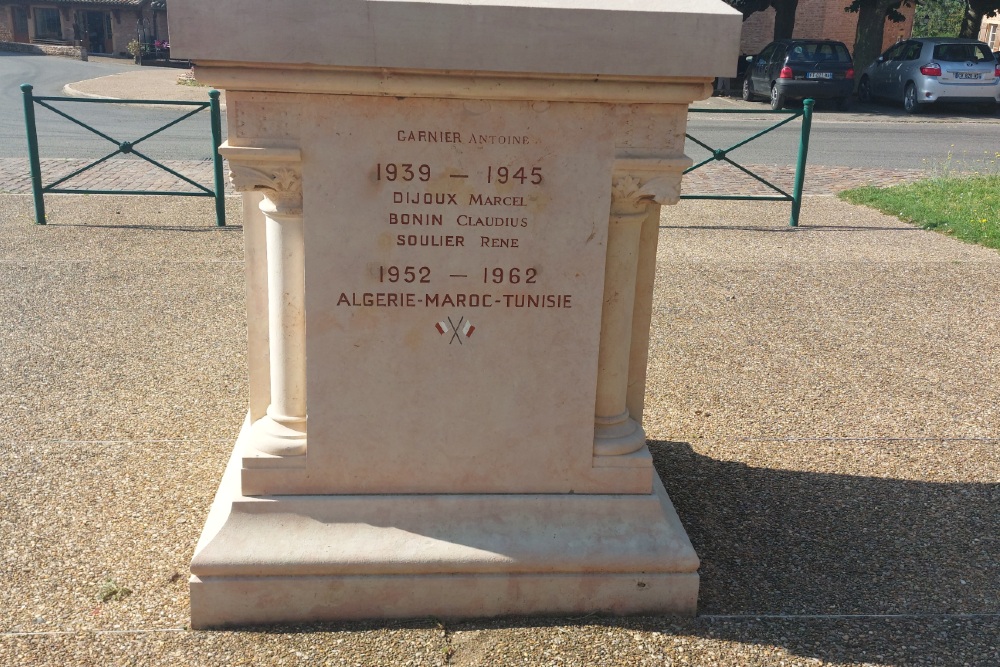 GARNIER ANTOINE
1939 – 1945
DIJOUX MARCEL
BONIN CLAUDIUS
SOULIER RENE
1952 – 1962
ALGERIE-MAROC-TUNISIE